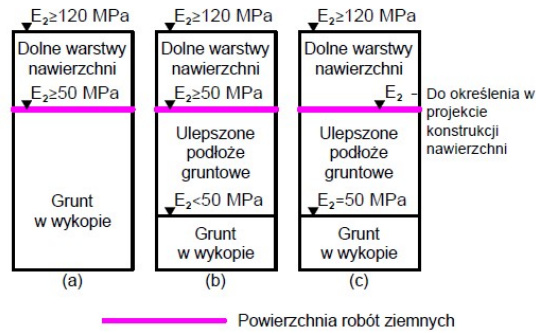 E₂≥120 MPa
Dolne warstwy
nawierzchni
E₂≥50 MPa
Grunt
w wykopie
(a)
E₂≥120 MPa
Dolne warstwy
nawierzchni
E₂≥50 MPa
Ulepszone
podłoże
gruntowe
E₂<50 MPa
Grunt
w wykopie
(b)
E₂≥120 MPa
Dolne warstwy
nawierzchni
E₂ - Do określenia w
projekcie
konstrukcji
nawierzchni
Ulepszone
podłoże
gruntowe
E₂=50 MPa
Grunt
w wykopie
(c)
Powierzchnia robót ziemnych